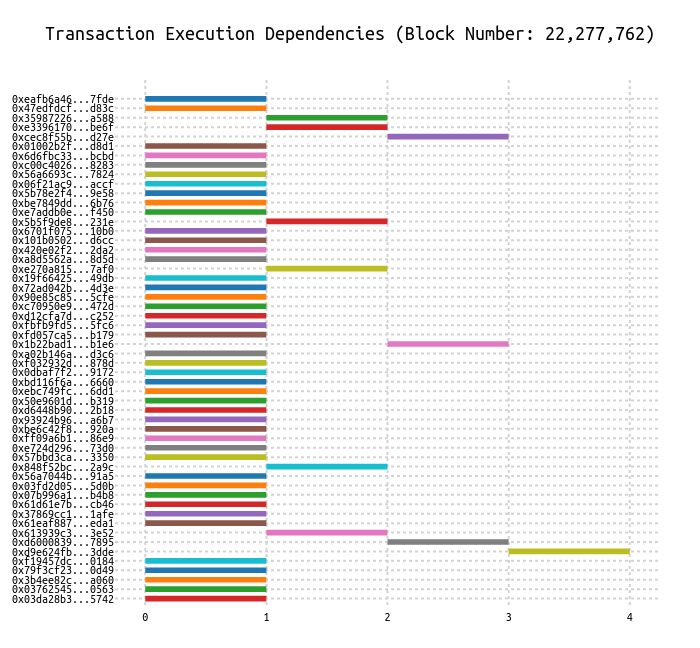 Transaction Execution Dependencies (Block Number: 22,277,762)
0xeafb6a46...7fde
0x47edfdcf...d83c
0x35987226...a588
0xe3396170...be6f
0xcec8f55b...d27e
0x01002b2f...d8d1
0x6d6fbc33...bcbd
0xc00c4026...8283
0x56a6693c...7824
0x06f21ac9...accf
0x5b78e2f4...9e58
0xbe7849dd...6b76
0xe7addb0e...f450
0x5b5f9de8...231e
0x6701f075...10b0
0x101b0502...d6cc
0x420e02f2...2da2
0xa8d5562a...8d5d
0xe270a815...7af0
0x19f66425...49db
0x72ad042b...4d3e
0x90e85c85...5cfe
0xc70950e9...472d
0xd12cfa7d...c252
0xfbfb9fd5...5fc6
0xfd057ca5...b179
0x1b22bad1...b1e6
0xa02b146a...d3c6
0xf032932d...878d
0x0dbaf7f2...9172
0xbd116f6a...6660
0xebc749fc...6dd1
0x50e9601d...b319
0xd6448b90...2b18
0x93924b96...a6b7
0xbe6c42f8...920a
0xff09a6b1...86e9
0xe724d296...73d0
0x57bbd3ca...3350
0x848f52bc...2a9c
0x56a7044b...91a5
0x03fd2d05...5d0b
0x07b996a1...b4b8
0x61d61e7b...cb46
0x37869cc1...1afe
0x61eaf887...eda1
0x613939c3...3e52
0xd6000839...7895
0xd9e624fb...3dde
0xf19457dc...0184
0x79f3cf23...0d49
0x3b4ee82c...a060
0x03762545...0563
0x03da28b3...5742
0 1 2 3 4